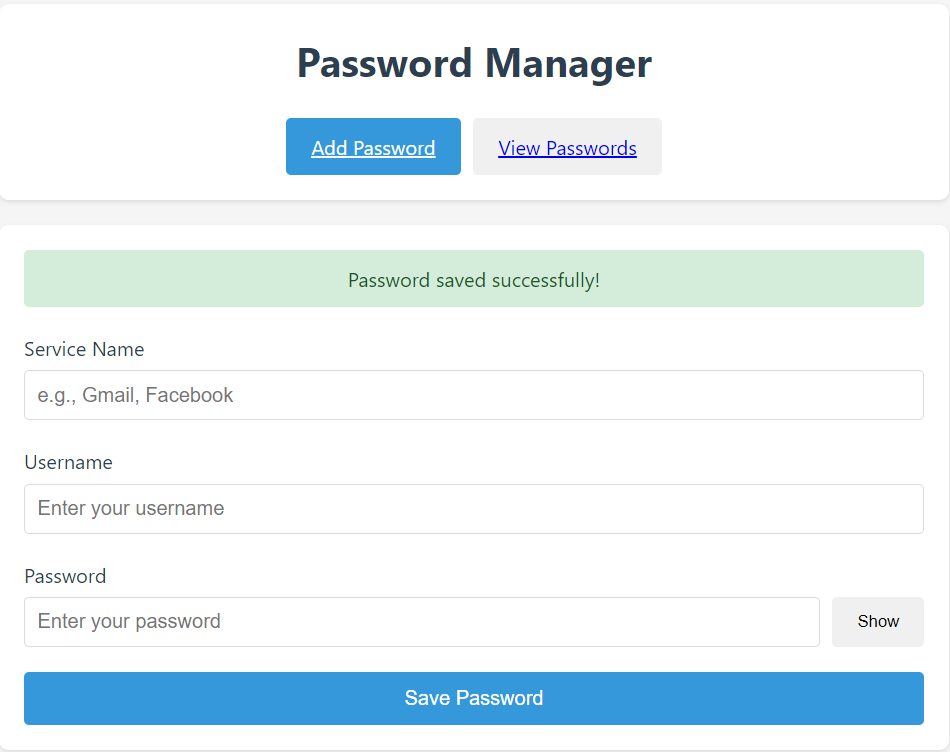 Password Manager
Add Password
View Passwords
Password saved successfully!
Service Name
e.g., Gmail, Facebook
Username
Enter your username
Password
Enter your password
Show
Save Password